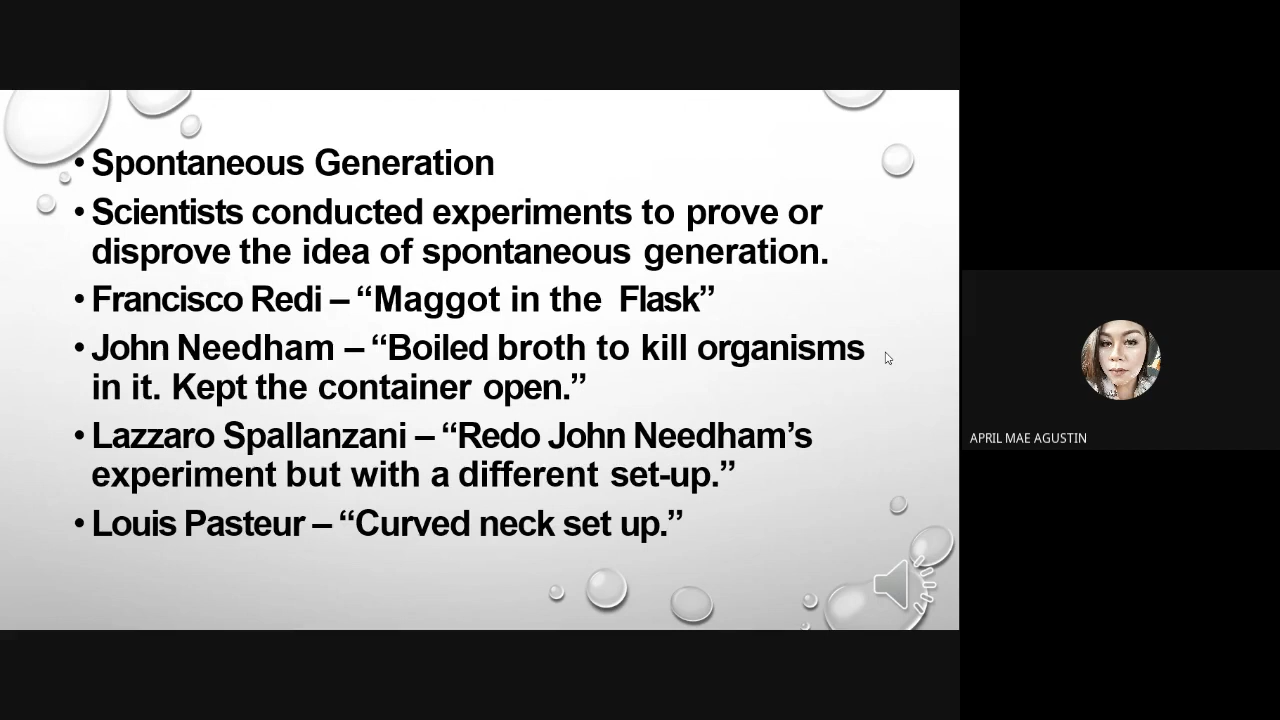 • Spontaneous Generation
• Scientists conducted experiments to prove or
disprove the idea of spontaneous generation.
• Francisco Redi – “Maggot in the Flask”
• John Needham – “Boiled broth to kill organisms
in it. Kept the container open.”
• Lazzaro Spallanzani – “Redo John Needham’s
experiment but with a different set-up.”
• Louis Pasteur – “Curved neck set up.”
APRIL MAE AGUSTIN